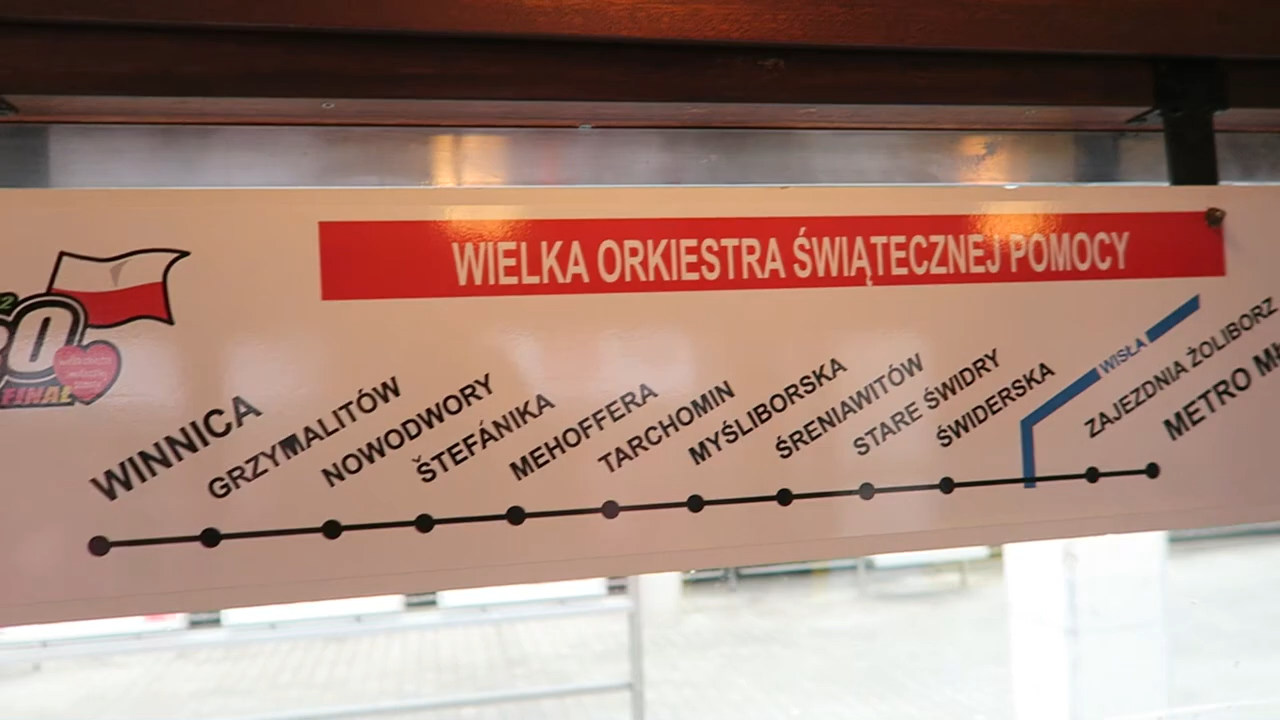 WIELKA ORKIESTRA ŚWIĄTECZNEJ POMOCY
FINAŁ
WINNICA
GRZYMALITÓW
NOWODWORY
ŠTEFÁNIKA
MEHOFFERA
TARCHOMIN
MYŚLIBORSKA
ŚRENIAWITÓW
STARE ŚWIDRY
ŚWIDERSKA
WISŁA
ZAJEZDNIA ŻOLIBORZ
METRO